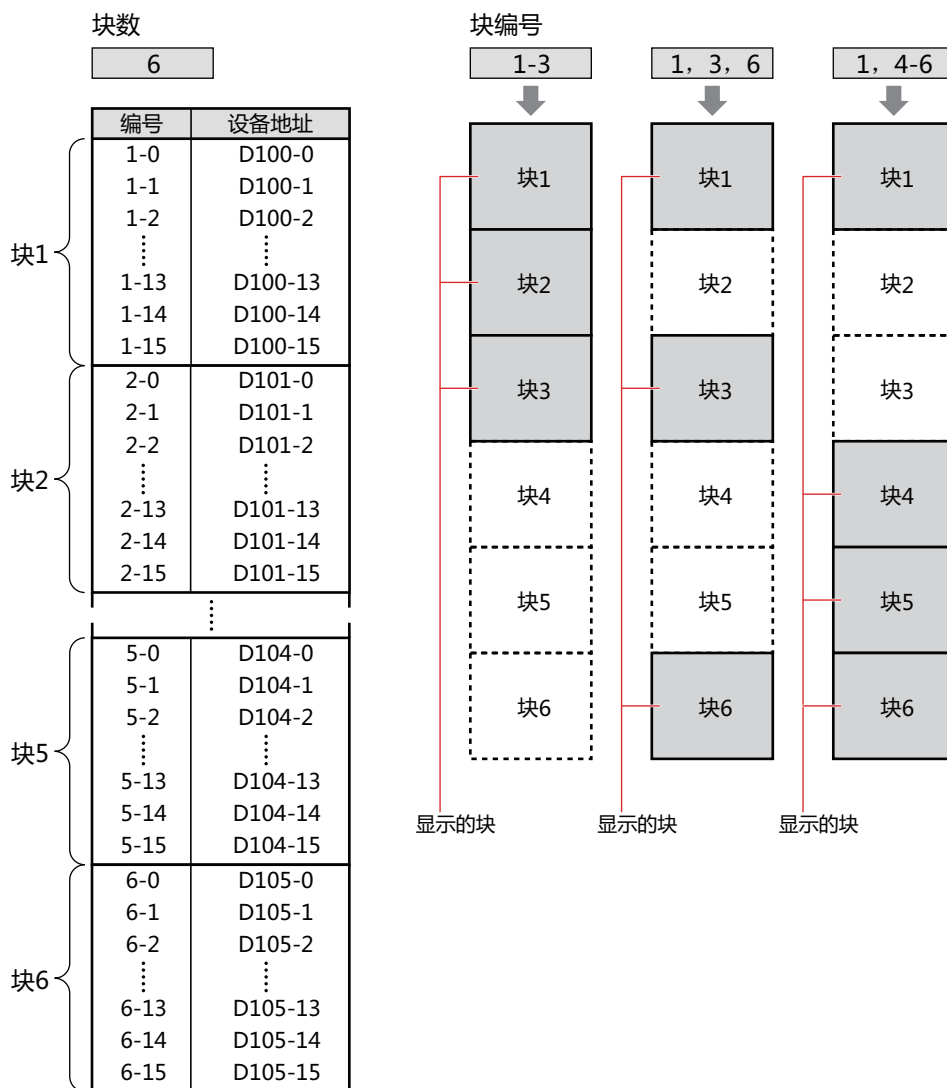 块数
6
编号 设备地址
块1
1-0 D100-0
1-1 D100-1
1-2 D100-2
1-13 D100-13
1-14 D100-14
1-15 D100-15
块2
2-0 D101-0
2-1 D101-1
2-2 D101-2
2-13 D101-13
2-14 D101-14
2-15 D101-15
块5
5-0 D104-0
5-1 D104-1
5-2 D104-2
5-13 D104-13
5-14 D104-14
5-15 D104-15
块6
6-0 D105-0
6-1 D105-1
6-2 D105-2
6-13 D105-13
6-14 D105-14
6-15 D105-15
块编号
1-3
块1
块2
块3
块4
块5
块6
显示的块
1，3，6
块1
块2
块3
块4
块5
块6
显示的块
1，4-6
块1
块2
块3
块4
块5
块6
显示的块